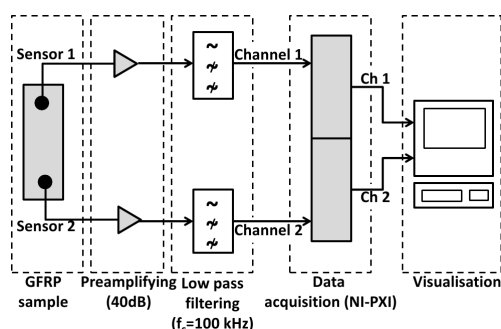 Sensor 1
Channel 1
Ch 1
Ch 2
Sensor 2
Channel 2
GFRP
sample
Preamplifying
(40dB)
Low pass
filtering
(fc=100 kHz)
Data
acquisition (NI-PXI)
Visualisation